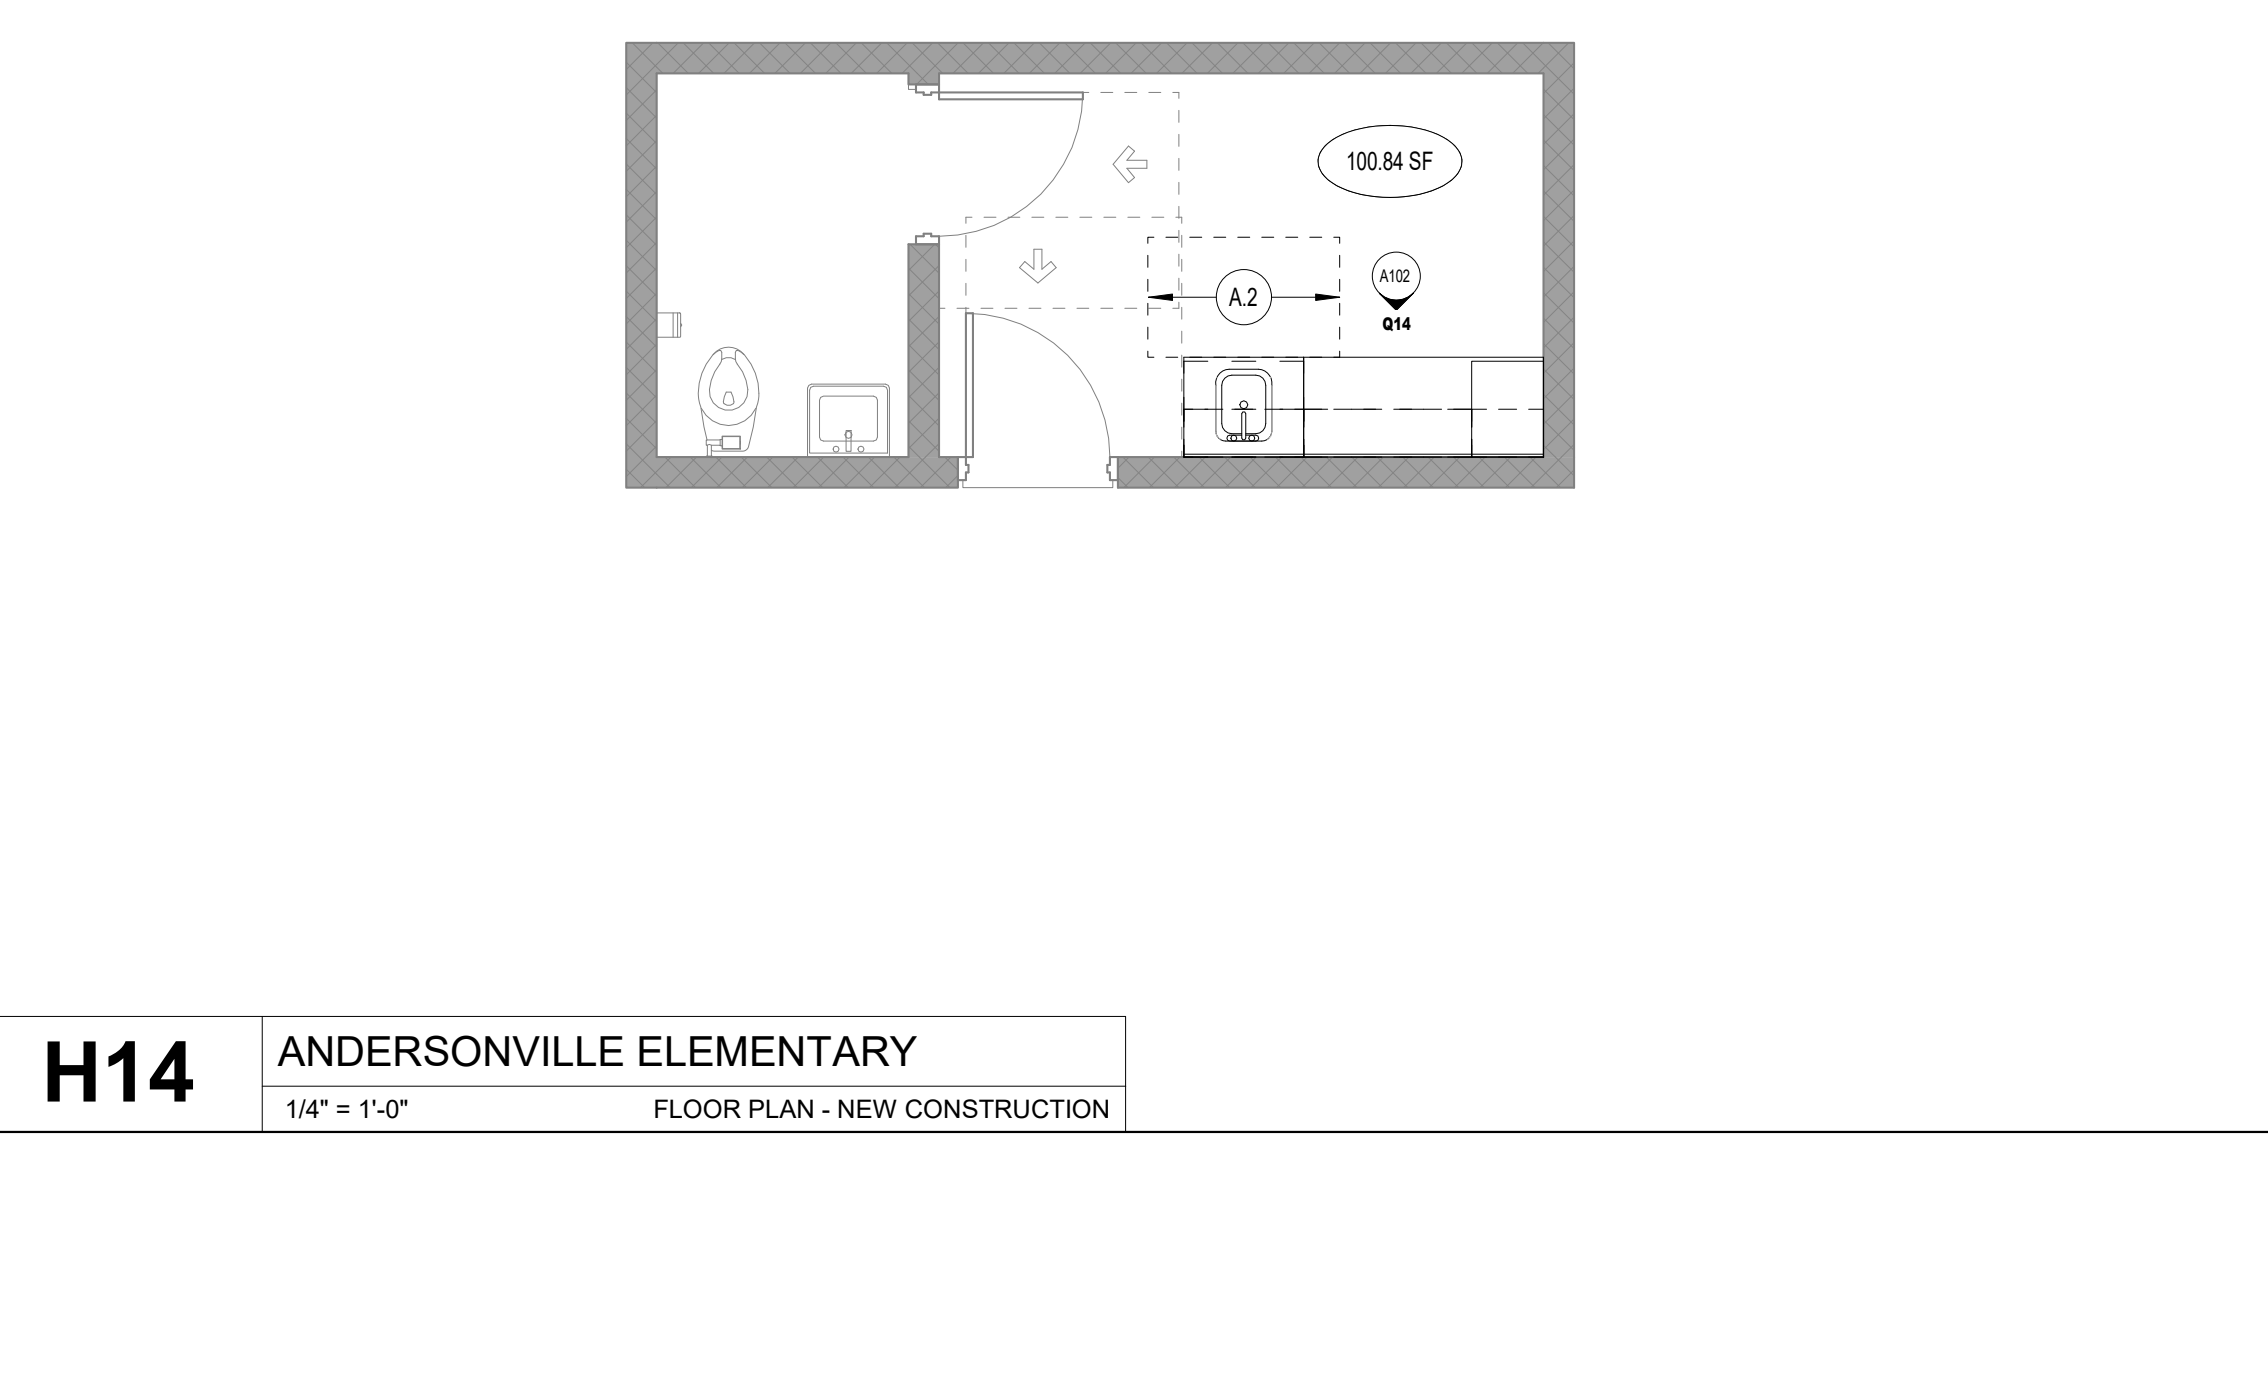 100.84 SF
A102
A.2
Q14
H14
ANDERSONVILLE ELEMENTARY
1/4" = 1'-0"
FLOOR PLAN - NEW CONSTRUCTION